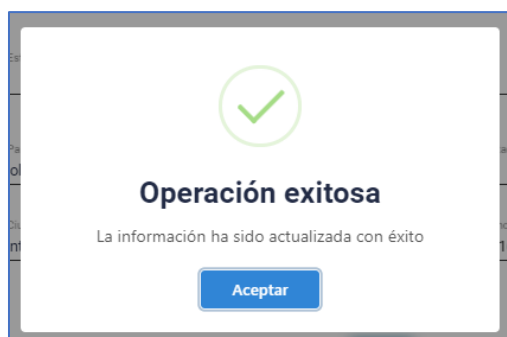 Operación exitosa
La información ha sido actualizada con éxito
Aceptar